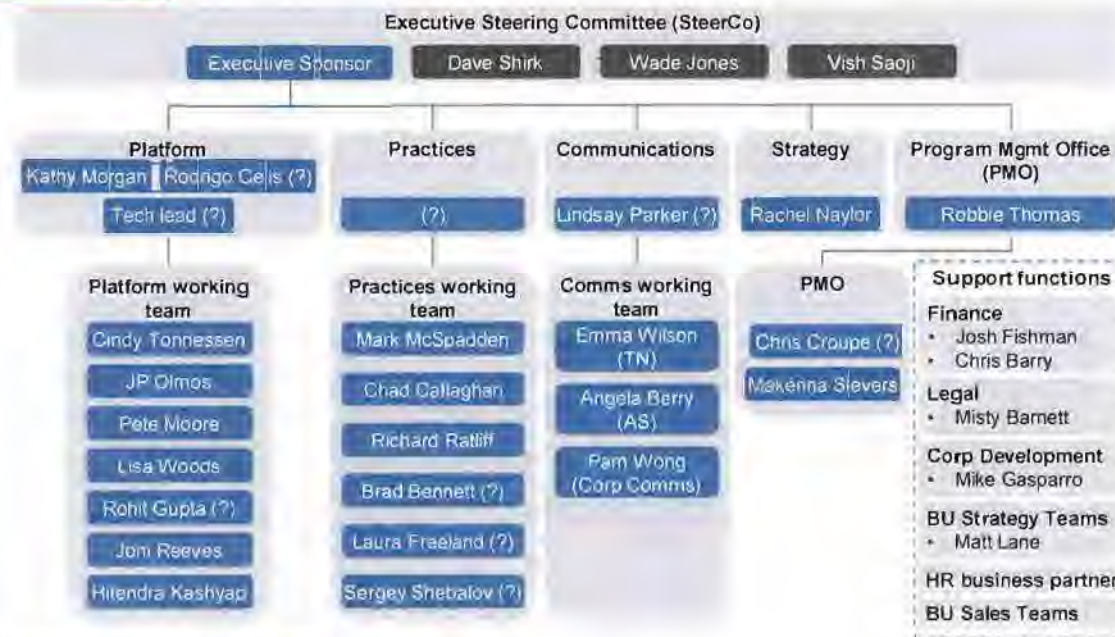 Executive Steering Committee (SteerCo)
Executive Sponsor
Dave Shirk
Wade Jones
Vish Saoji
Platform
Kathy Morgan
Rodrigo Celis (?)
Tech lead (?)
Practices
(?)
Communications
Lindsay Parker (?)
Strategy
Rachel Naylor
Program Mgmt Office
(PMO)
Robbie Thomas
Platform working
team
Cindy Tonnessen
JP Olmos
Pete Moore
Lisa Woods
Rohit Gupta (?)
Joni Reeves
Hitendra Kashyap
Practices working
team
Mark McSpadden
Chad Callaghan
Richard Ratliff
Brad Bennett (?)
Laura Freeland (?)
Sergey Shebalov (?)
Comms working
team
Emma Wilson
(TN)
Angela Berry
(AS)
Pam Wong
(Corp Comms)
PMO
Chris Croupe (?)
Makenna Sievers
Support functions
Finance
• Josh Fishman
• Chris Barry
Legal
• Misty Barnett
Corp Development
• Mike Gasparro
BU Strategy Teams
• Matt Lane
HR business partner
BU Sales Teams